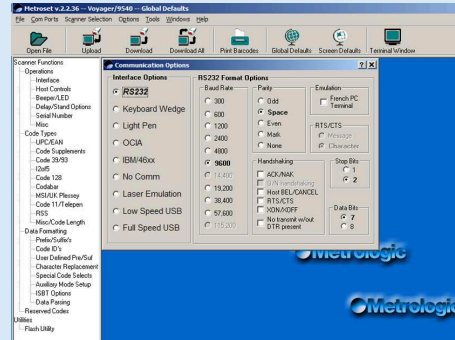 Metroset v.2.2.36 -- Voyager/9540 -- Global Defaults
File Com Ports Scanner Selection Options Tools Windows Help
Open File Upload Download Download All Print Barcodes Global Defaults Screen Defaults Terminal Window
Scanner Functions
Operations
Interface
Host Controls
Beeper/LED
Delay/Stand Options
Serial Number
Misc
Code Types
UPC/EAN
Code Supplements
Code 39/93
I2of5
Code 128
Codabar
MSI/UK Plessey
Code 11/Telepen
RSS
Misc/Code Length
Data Formatting
Prefix/Suffix's
Code ID's
User Defined Pre/Suf
Character Replacement
Special Code Selects
Auxiliary Mode Setup
ISBT Options
Data Parsing
Reserved Codes
Utilities
Flash Utility
Communication Options
Interface Options
RS232
Keyboard Wedge
Light Pen
OCIA
IBM/46xx
No Comm
Laser Emulation
Low Speed USB
Full Speed USB
RS232 Format Options
Baud Rate
300
600
1200
2400
4800
9600
14,400
19,200
38,400
57,600
115,200
Parity
Odd
Space
Even
Mark
None
Emulation
French PC
Terminal
RTS/CTS
Message
Character
Handshaking
ACK/NAK
Host BEL/CANCEL
RTS/CTS
XON/XOFF
No transmit w/out
DTR present
Stop Bits
1
2
Data Bits
7
8
Metrologic
Metrologic